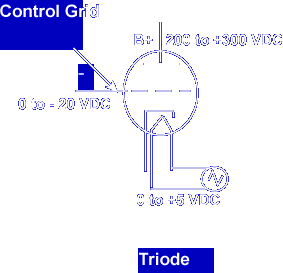 Control Grid
B+ 200 to +300 VDC
-
0 to - 20 VDC
0 to +5 VDC
Triode